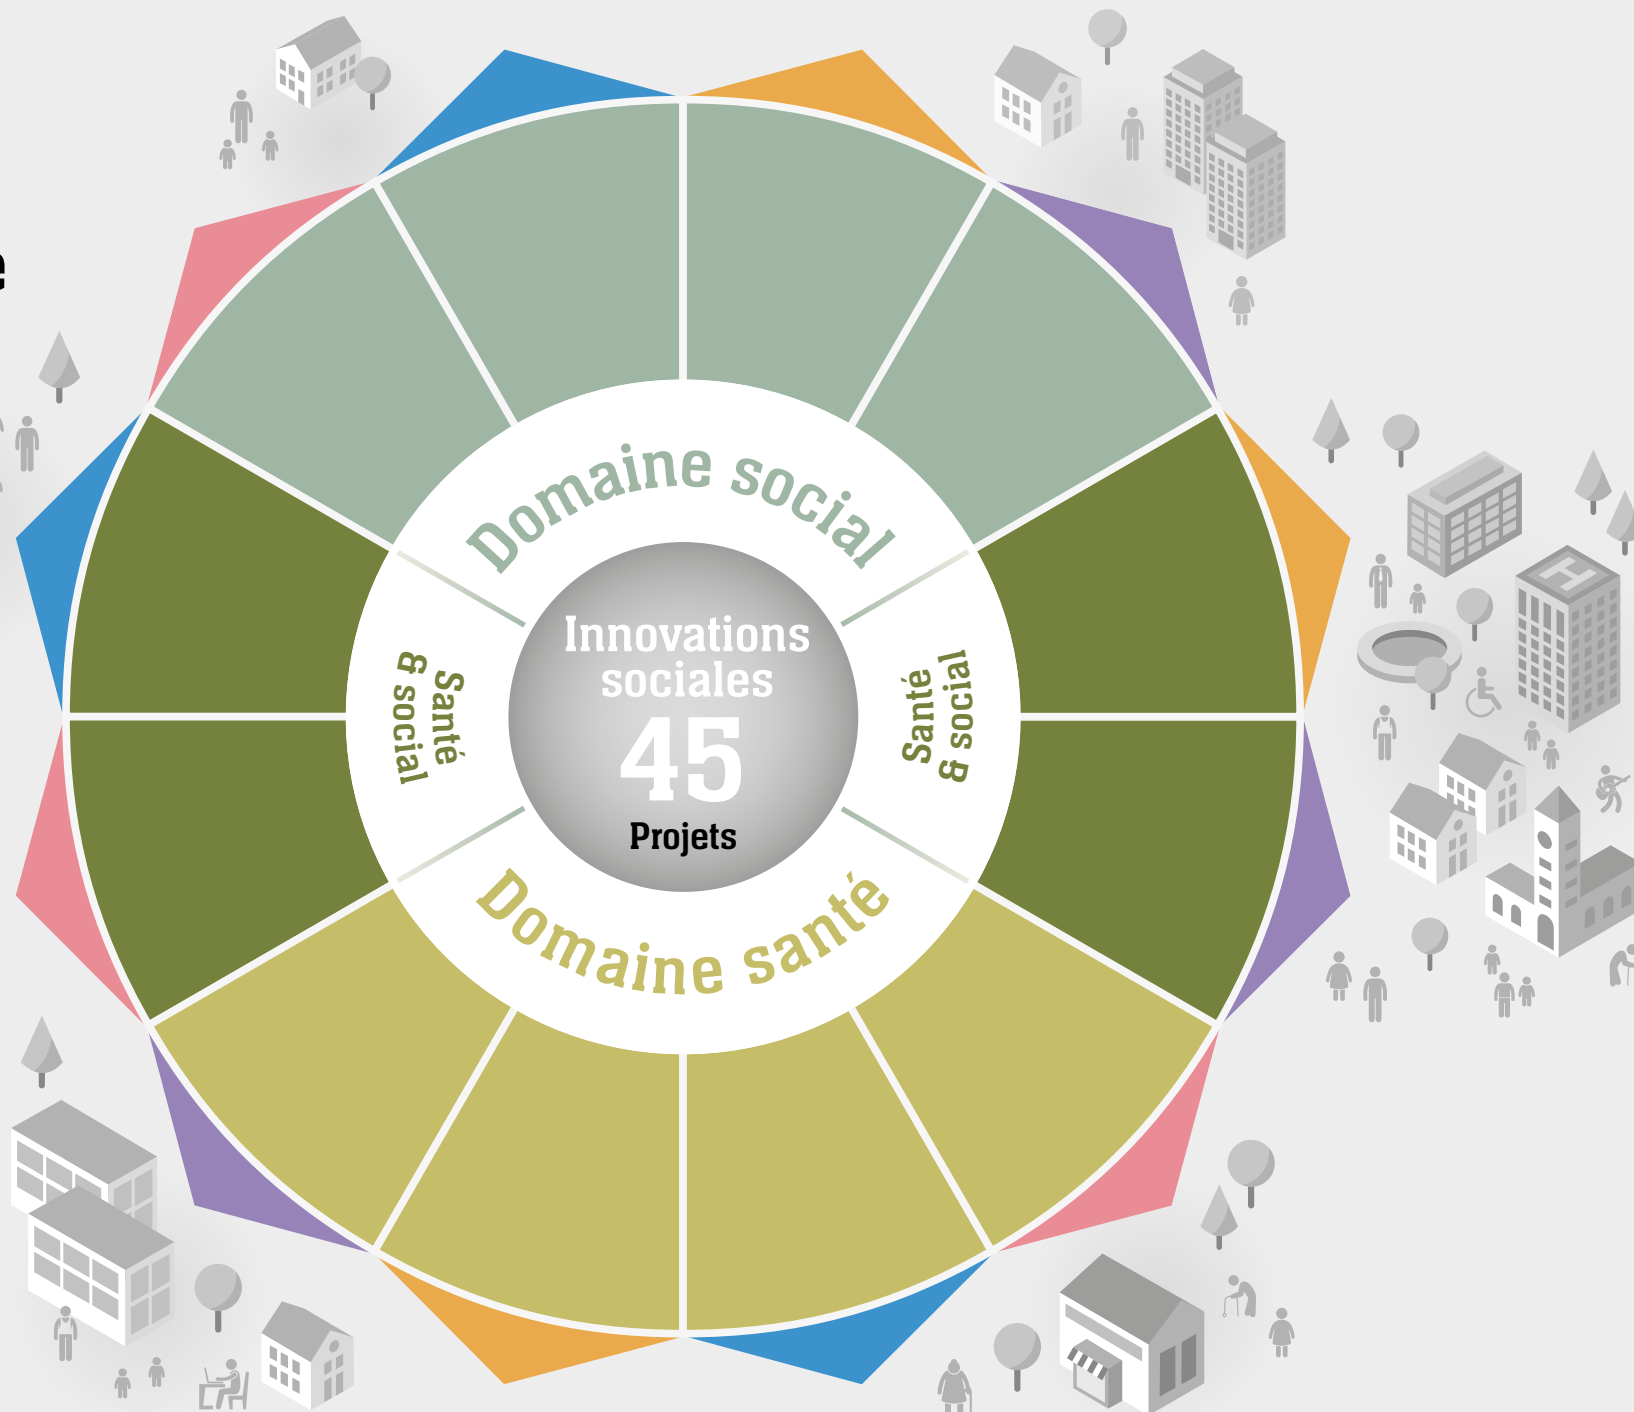 e
Domaine social
Innovations
sociales
45
Projets
Santé
& social
Santé
& social
Domaine santé